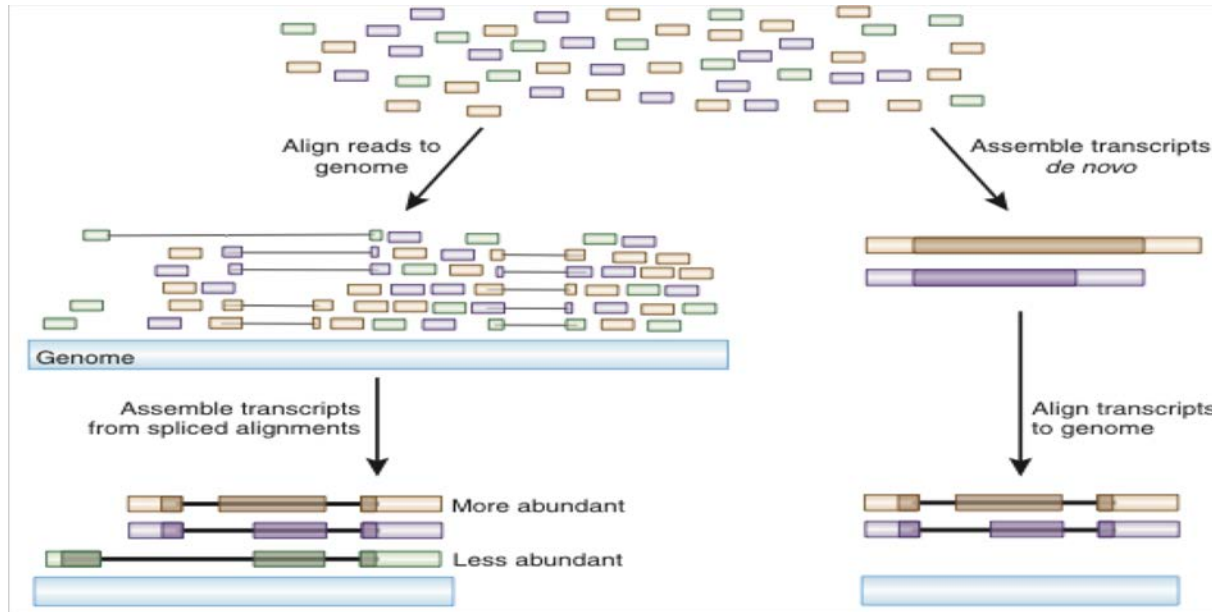 Align reads to
genome
Assemble transcripts
de novo
Genome
Assemble transcripts
from spliced alignments
Align transcripts
to genome
More abundant
Less abundant